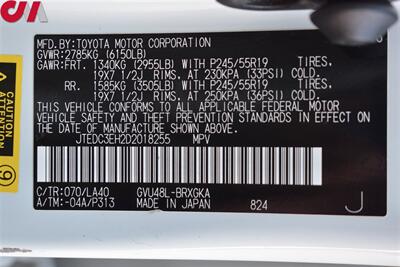 CIA
MFD.BY:TOYOTA MOTOR CORPORATION
GVWR:2785KG (6150LB)
GAWR:FRT. 1340KG (2955LB) WITH P245/55R19 TIRES,
19X7 1/2J RIMS, AT 230KPA (33PSI) COLD.
RR. 1585KG (3505LB) WITH P245/55R19 TIRES,
19X7 1/2J RIMS, AT 250KPA (36PSI) COLD.
THIS VEHICLE CONFORMS TO ALL APPLICABLE FEDERAL MOTOR
VEHICLE SAFETY STANDARDS IN EFFECT ON THE
DATE OF MANUFACTURE SHOWN ABOVE.
JTEDC3EH2D2018255 MPV
C/TR:070/LA40 GVU48L-BRXGKA
A/TM:-04A/P313 MADE IN JAPAN 824 J
CAUTION
9